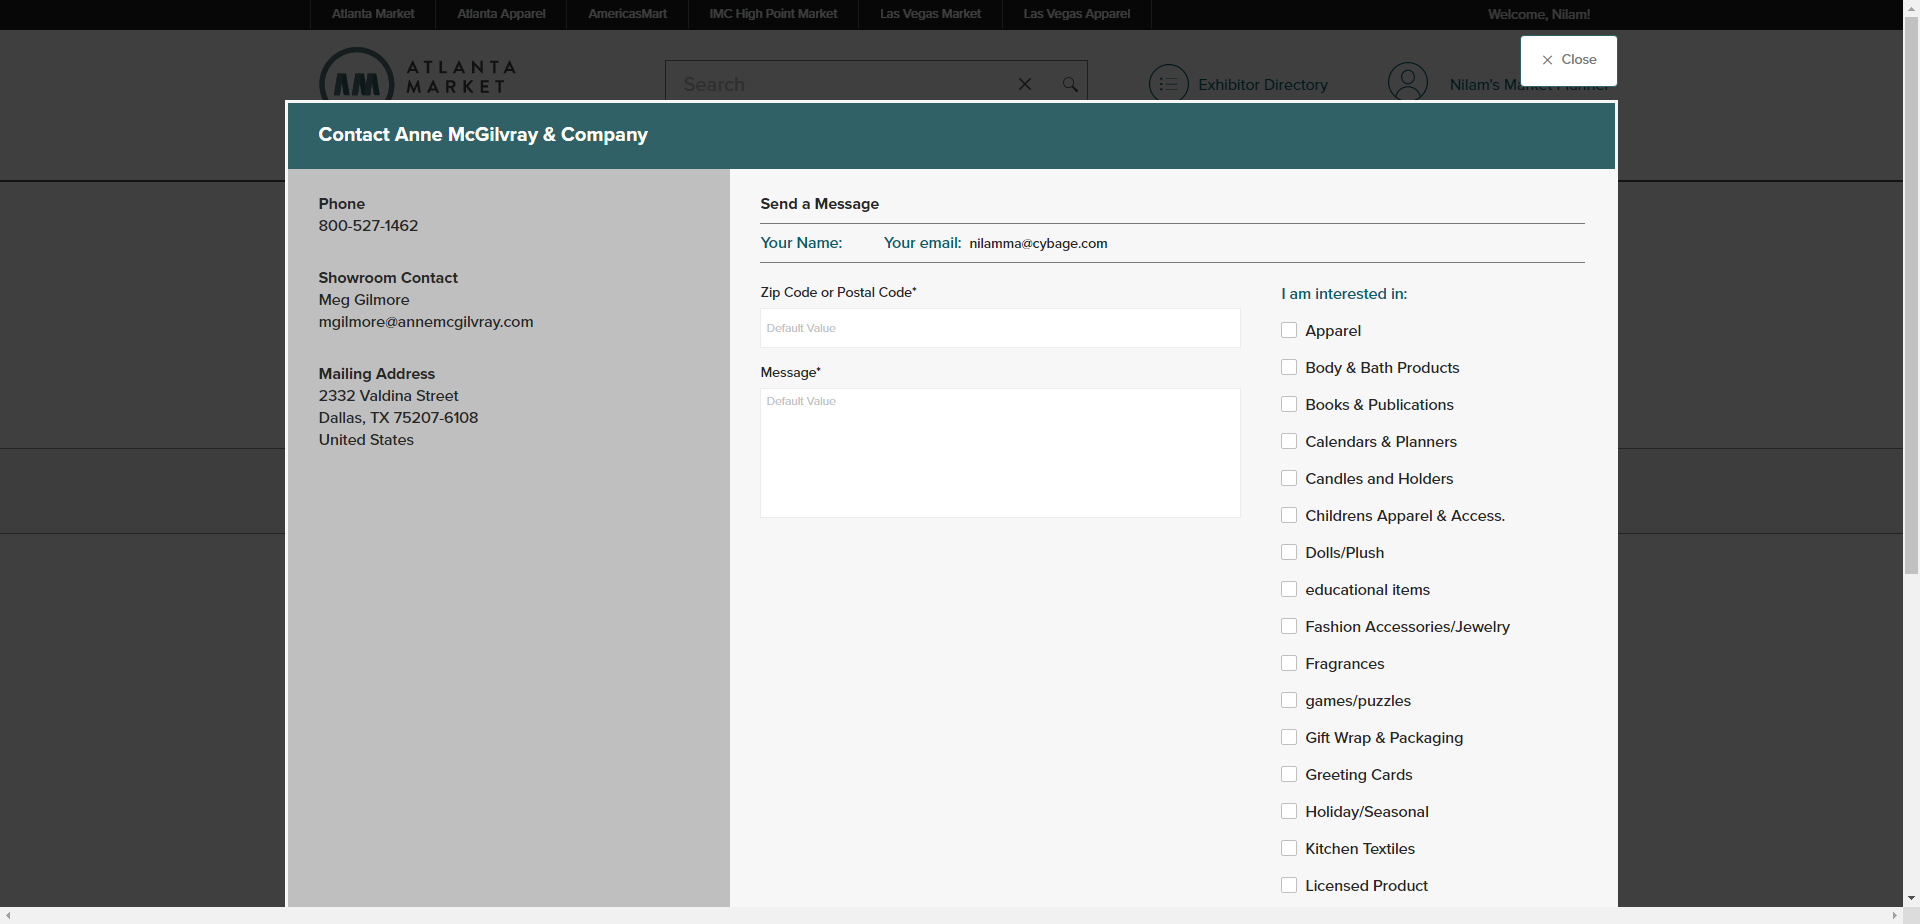 Atlanta Market
Atlanta Apparel
AmericasMart
IMC High Point Market
Las Vegas Market
Las Vegas Apparel
Welcome, Nilam!
Close
AM
ATLANTA
MARKET
Search
Exhibitor Directory
Nilam's Market Planner
Contact Anne McGilvray & Company
Phone
800-527-1462
Showroom Contact
Meg Gilmore
mgilmore@annemcgilvray.com
Mailing Address
2332 Valdina Street
Dallas, TX 75207-6108
United States
Send a Message
Your Name:
Your email: nilamma@cybage.com
Zip Code or Postal Code*
Default Value
Message*
Default Value
I am interested in:
Apparel
Body & Bath Products
Books & Publications
Calendars & Planners
Candles and Holders
Childrens Apparel & Access.
Dolls/Plush
educational items
Fashion Accessories/Jewelry
Fragrances
games/puzzles
Gift Wrap & Packaging
Greeting Cards
Holiday/Seasonal
Kitchen Textiles
Licensed Product